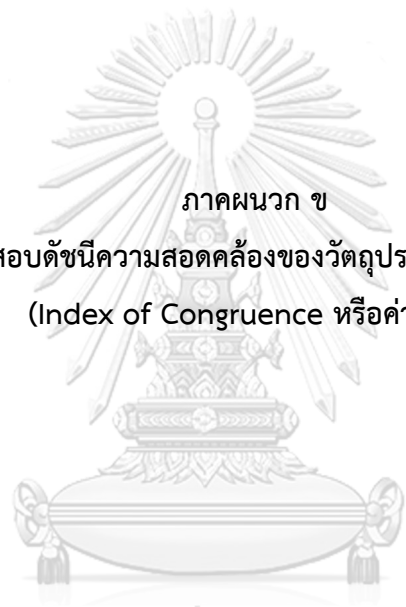 ภาคผนวก ข
สอบดัชนีความสอดคล้องของวัตถุประ
(Index of Congruence หรือค่า